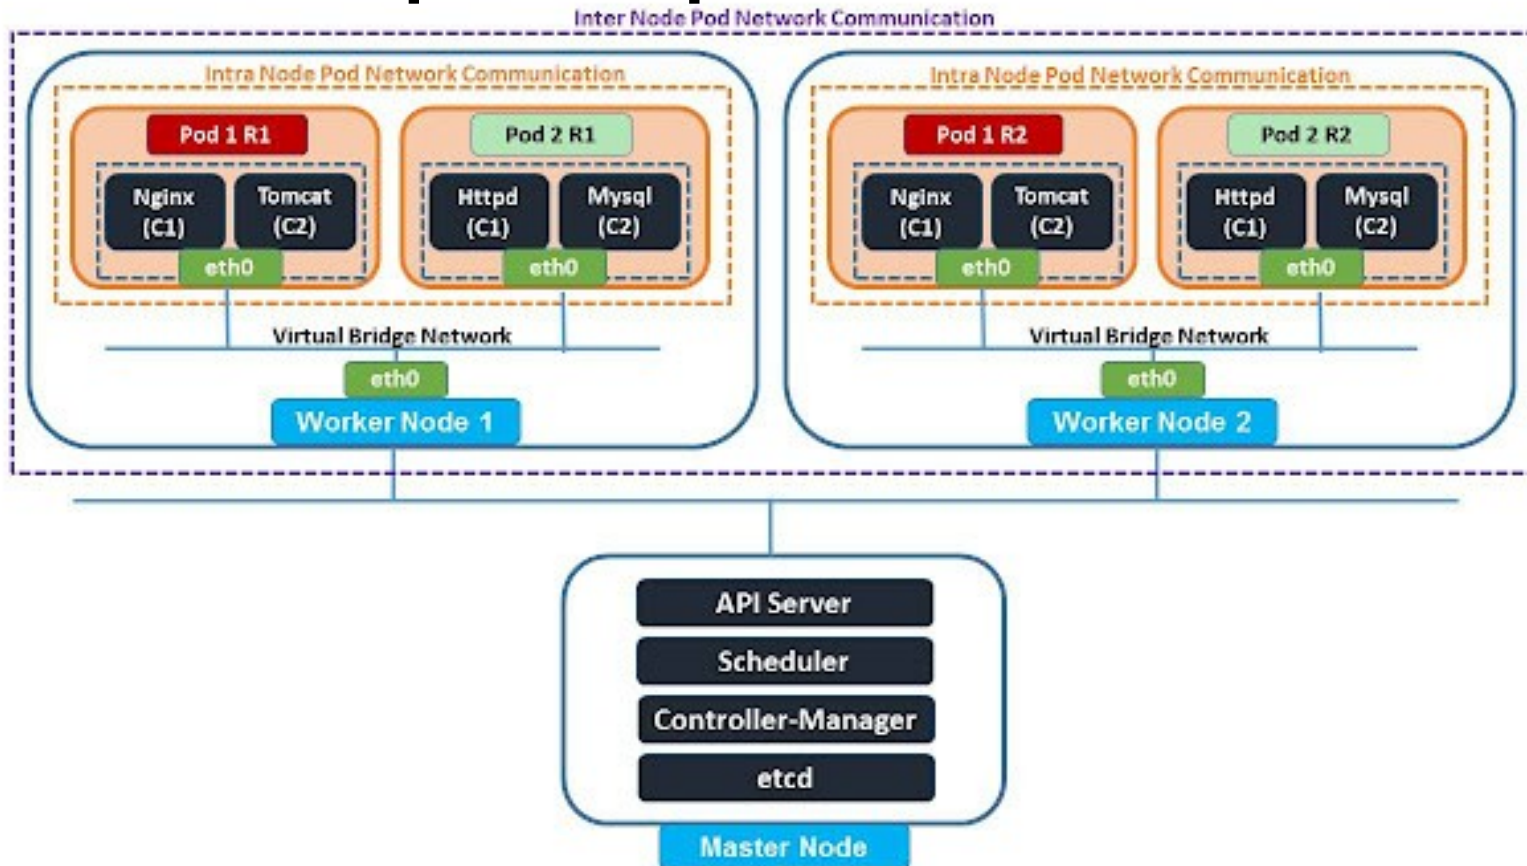 Inter Node Pod Network Communication
Intra Node Pod Network Communication
Pod 1 R1
Pod 2 R1
Nginx
(C1)
Tomcat
(C2)
eth0
Httpd
(C1)
Mysql
(C2)
eth0
Virtual Bridge Network
eth0
Worker Node 1
Intra Node Pod Network Communication
Pod 1 R2
Pod 2 R2
Nginx
(C1)
Tomcat
(C2)
eth0
Httpd
(C1)
Mysql
(C2)
eth0
Virtual Bridge Network
eth0
Worker Node 2
API Server
Scheduler
Controller-Manager
etcd
Master Node